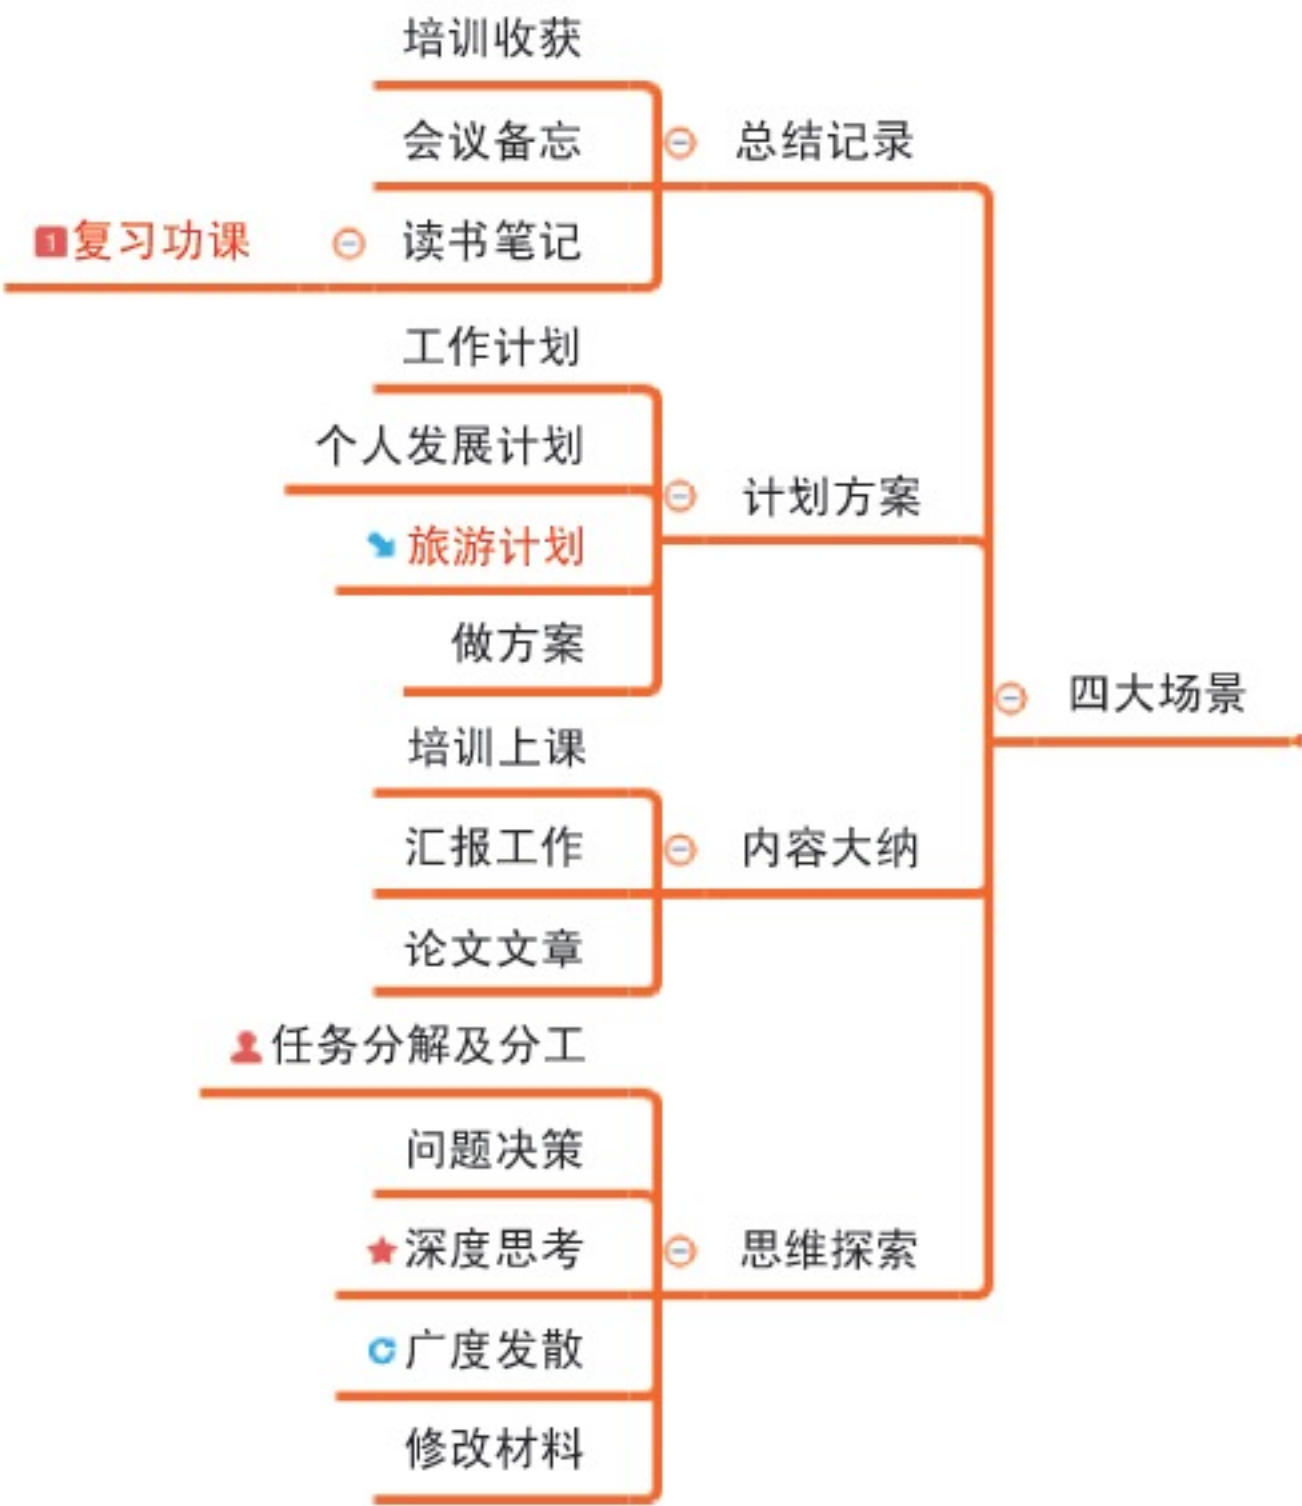 培训收获
会议备忘
总结记录
1复习功课
读书笔记
工作计划
个人发展计划
计划方案
旅游计划
做方案
四大场景
培训上课
汇报工作
内容大纳
论文文章
任务分解及分工
问题决策
深度思考
思维探索
广度发散
修改材料